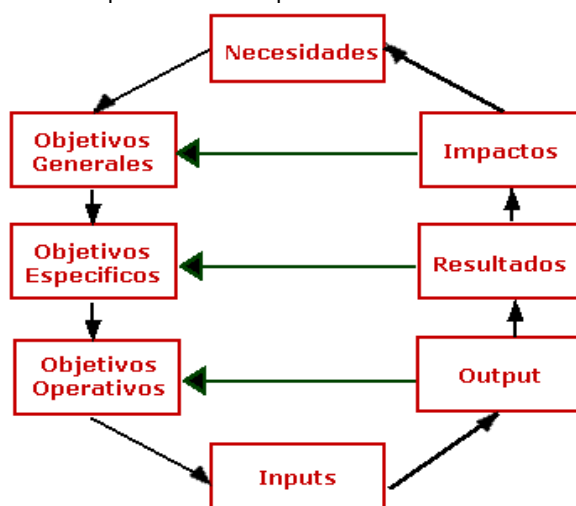 Necesidades
Objetivos
Generales
Impactos
Objetivos
Especificos
Resultados
Objetivos
Operativos
Output
Inputs